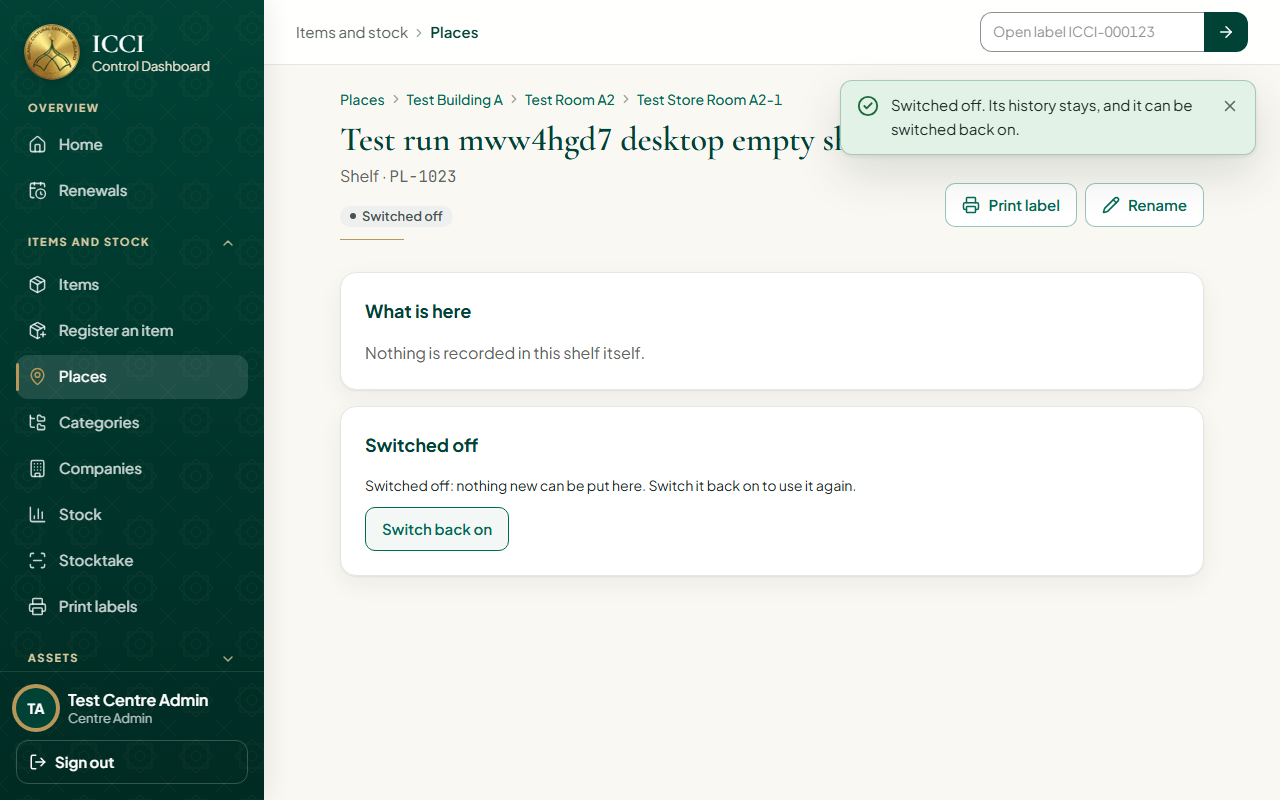 ICCI
Control Dashboard
OVERVIEW
Home
Renewals
ITEMS AND STOCK
Items
Register an item
Places
Categories
Companies
Stock
Stocktake
Print labels
ASSETS
TA
Test Centre Admin
Centre Admin
Sign out
Items and stock > Places
Open label ICCI-000123
Switched off. Its history stays, and it can be
switched back on.
Places > Test Building A > Test Room A2 > Test Store Room A2-1
Test run mww4hgd7 desktop empty
Shelf · PL-1023
Switched off
Print label
Rename
What is here
Nothing is recorded in this shelf itself.
Switched off
Switched off: nothing new can be put here. Switch it back on to use it again.
Switch back on